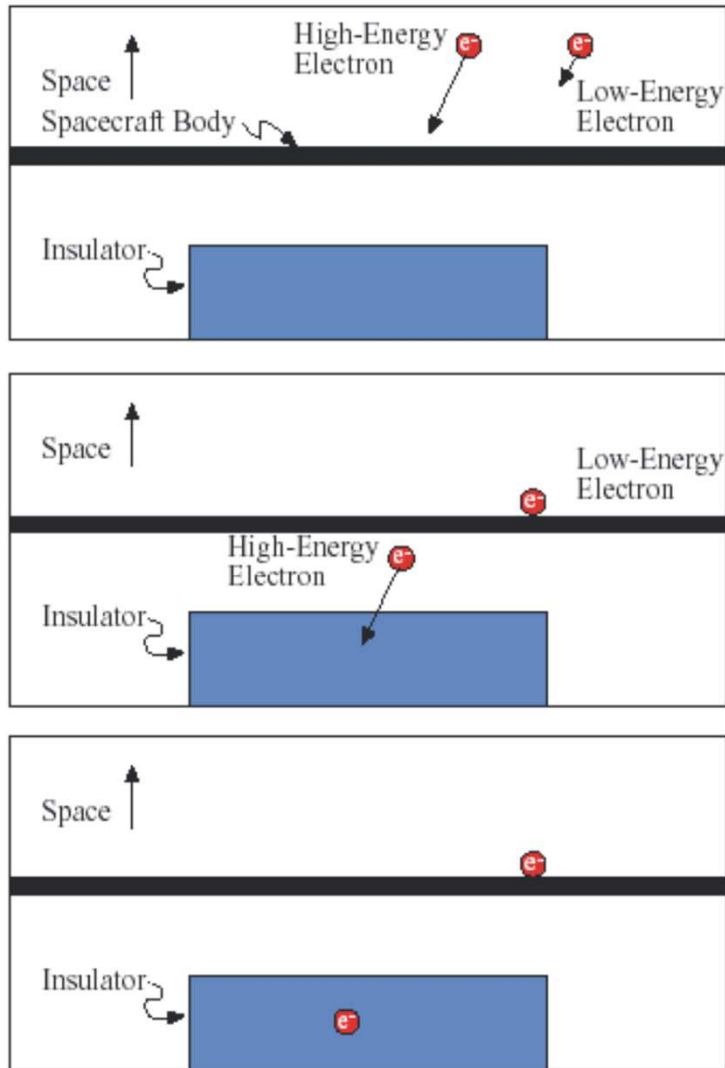 High-Energy
Electron
e-
e-
Space
Low-Energy
Electron
Spacecraft Body
Insulator
Space
Low-Energy
Electron
e-
High-Energy
Electron
e-
Insulator
Space
e-
Insulator
e-